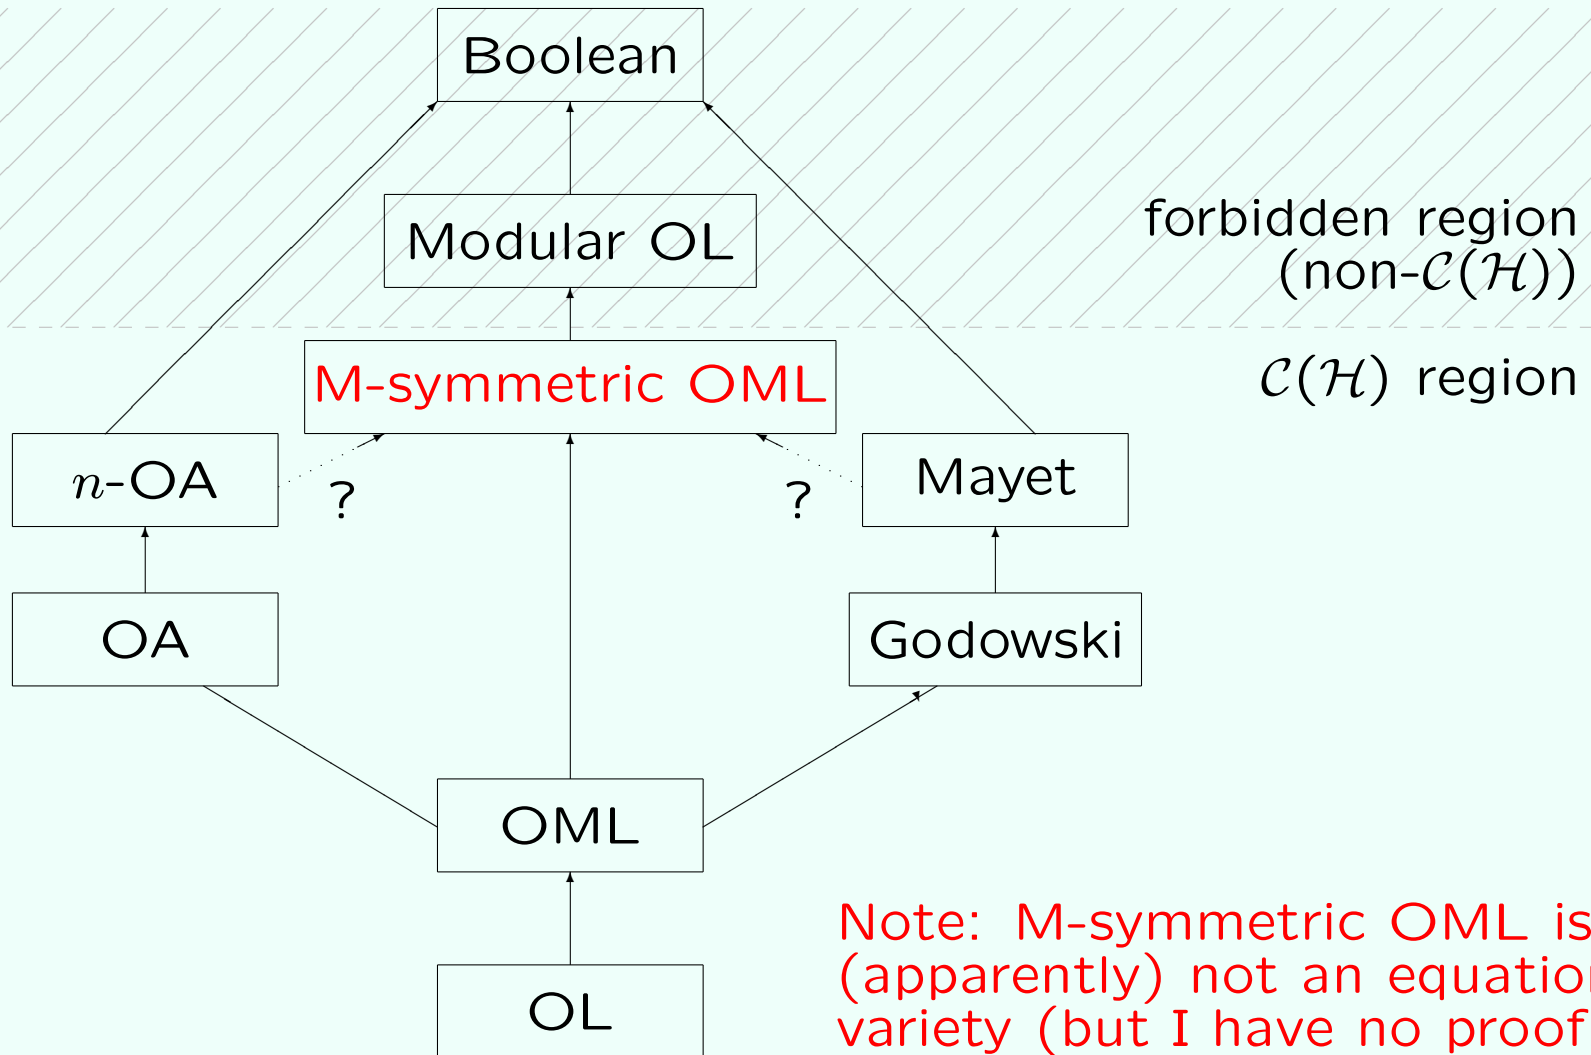 Boolean
Modular OL
forbidden region
(non-𝒞(ℋ))
M-symmetric OML
𝒞(ℋ) region
n-OA
?
?
Mayet
OA
Godowski
OML
OL
Note: M-symmetric OML is
(apparently) not an equation
variety (but I have no proof